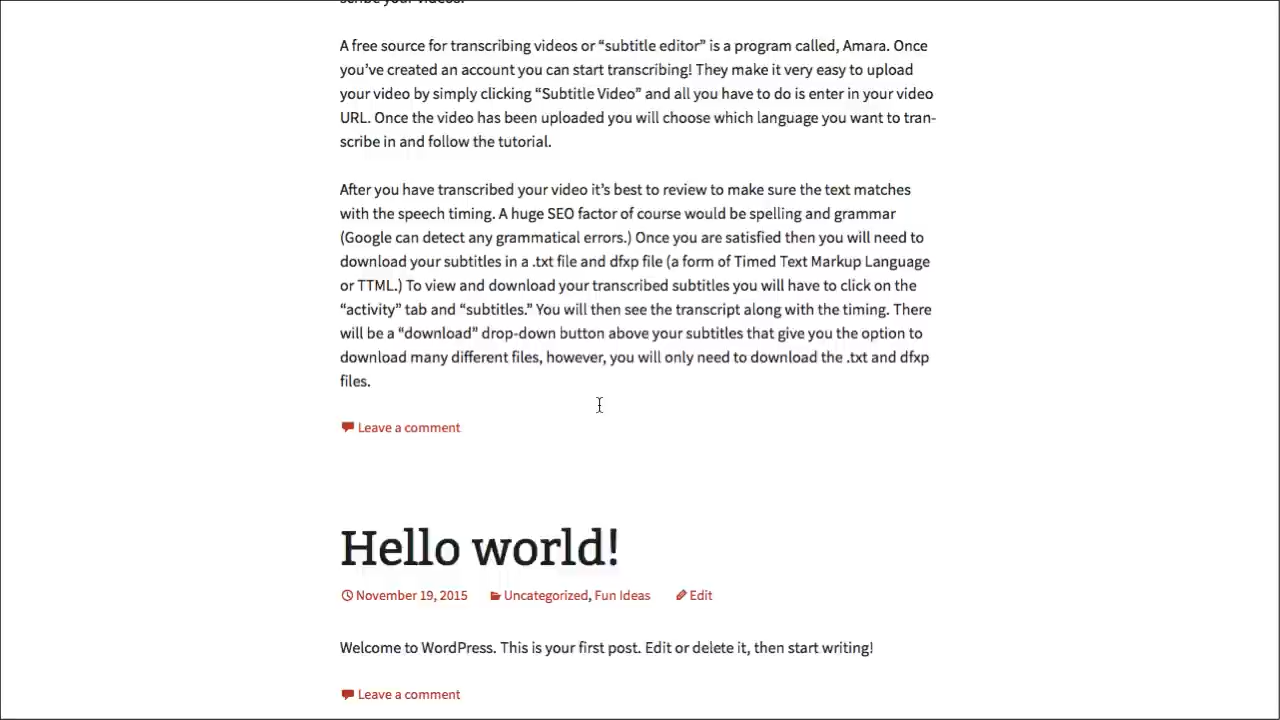 scribe your videos.
A free source for transcribing videos or “subtitle editor” is a program called, Amara. Once
you’ve created an account you can start transcribing! They make it very easy to upload
your video by simply clicking “Subtitle Video” and all you have to do is enter in your video
URL. Once the video has been uploaded you will choose which language you want to tran-
scribe in and follow the tutorial.
After you have transcribed your video it’s best to review to make sure the text matches
with the speech timing. A huge SEO factor of course would be spelling and grammar
(Google can detect any grammatical errors.) Once you are satisfied then you will need to
download your subtitles in a .txt file and dfxp file (a form of Timed Text Markup Language
or TTML.) To view and download your transcribed subtitles you will have to click on the
“activity” tab and “subtitles.” You will then see the transcript along with the timing. There
will be a “download” drop-down button above your subtitles that give you the option to
download many different files, however, you will only need to download the .txt and dfxp
files.
Leave a comment
Hello world!
November 19, 2015 Uncategorized, Fun Ideas Edit
Welcome to WordPress. This is your first post. Edit or delete it, then start writing!
Leave a comment